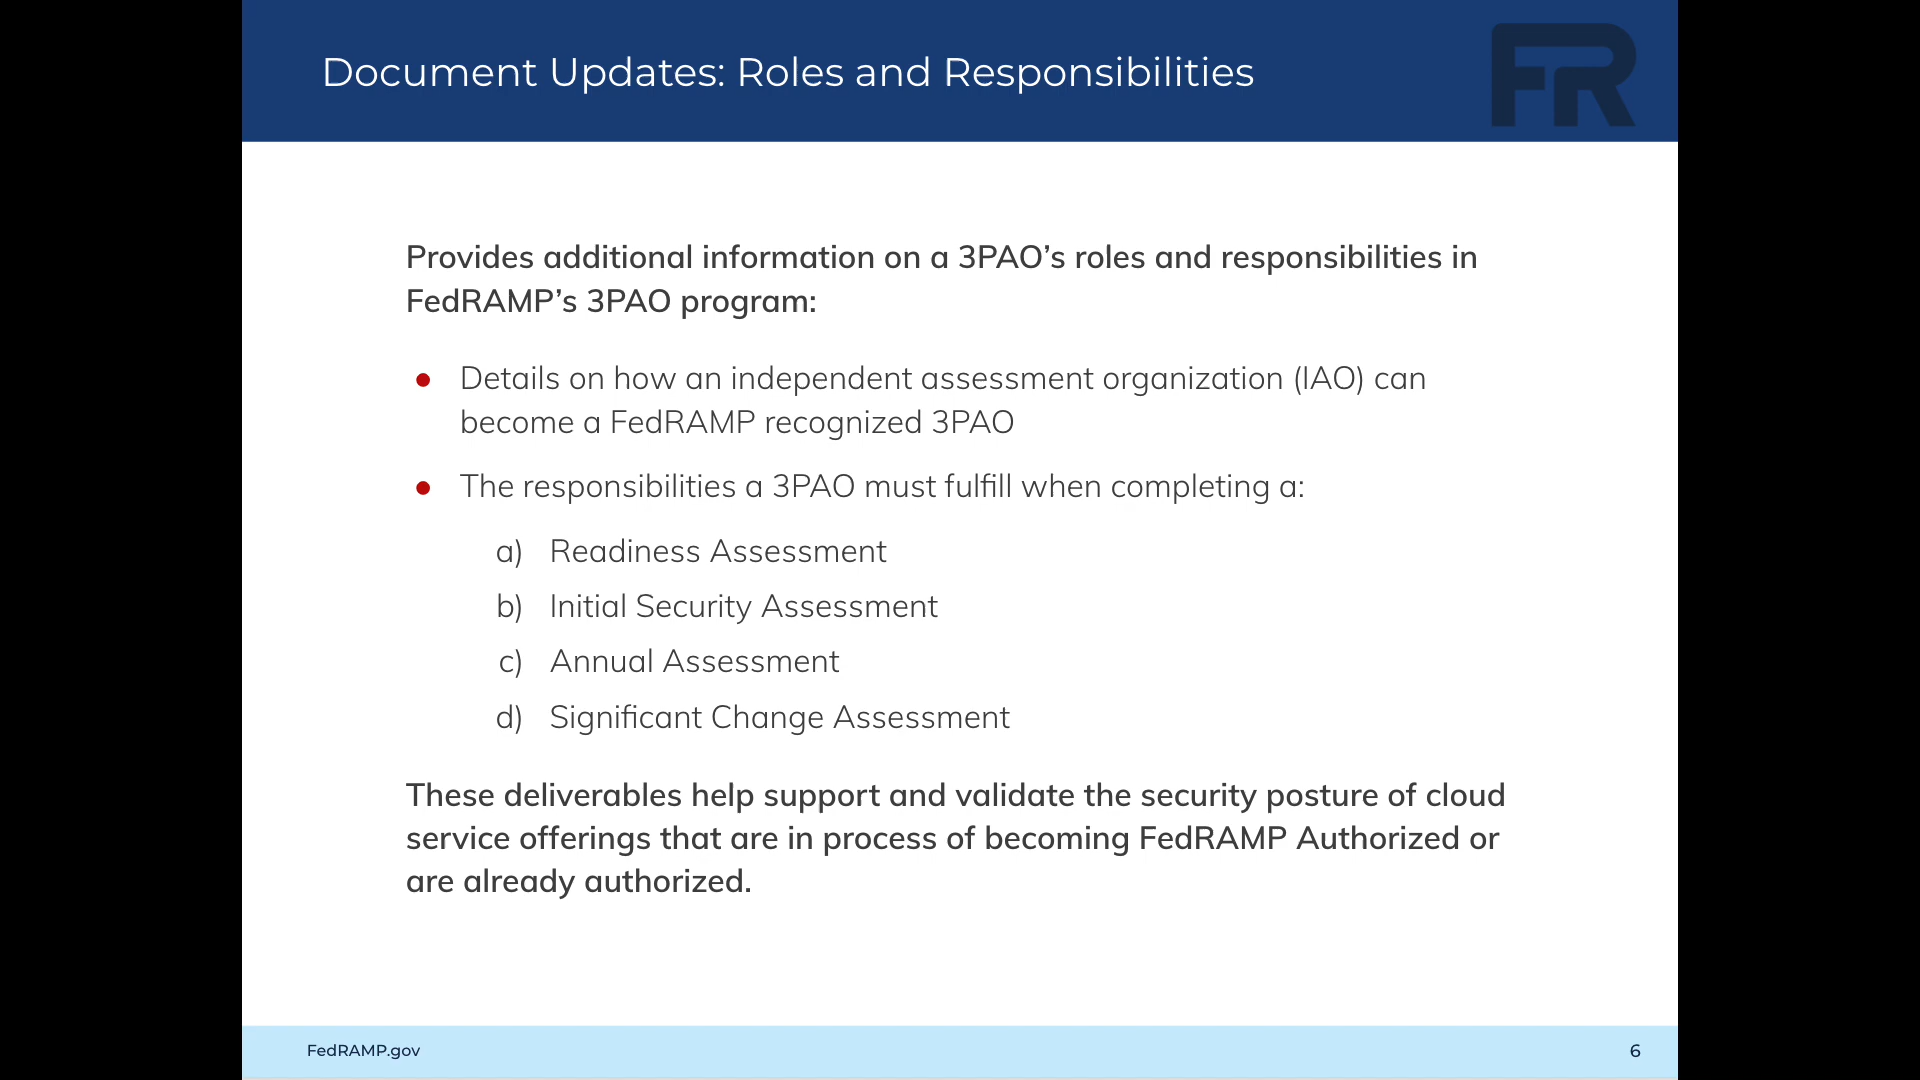 Document Updates: Roles and Responsibilities
FR
Provides additional information on a 3PAO’s roles and responsibilities in
FedRAMP’s 3PAO program:
● Details on how an independent assessment organization (IAO) can
become a FedRAMP recognized 3PAO
● The responsibilities a 3PAO must fulfill when completing a:
a) Readiness Assessment
b) Initial Security Assessment
c) Annual Assessment
d) Significant Change Assessment
These deliverables help support and validate the security posture of cloud
service offerings that are in process of becoming FedRAMP Authorized or
are already authorized.
FedRAMP.gov
6